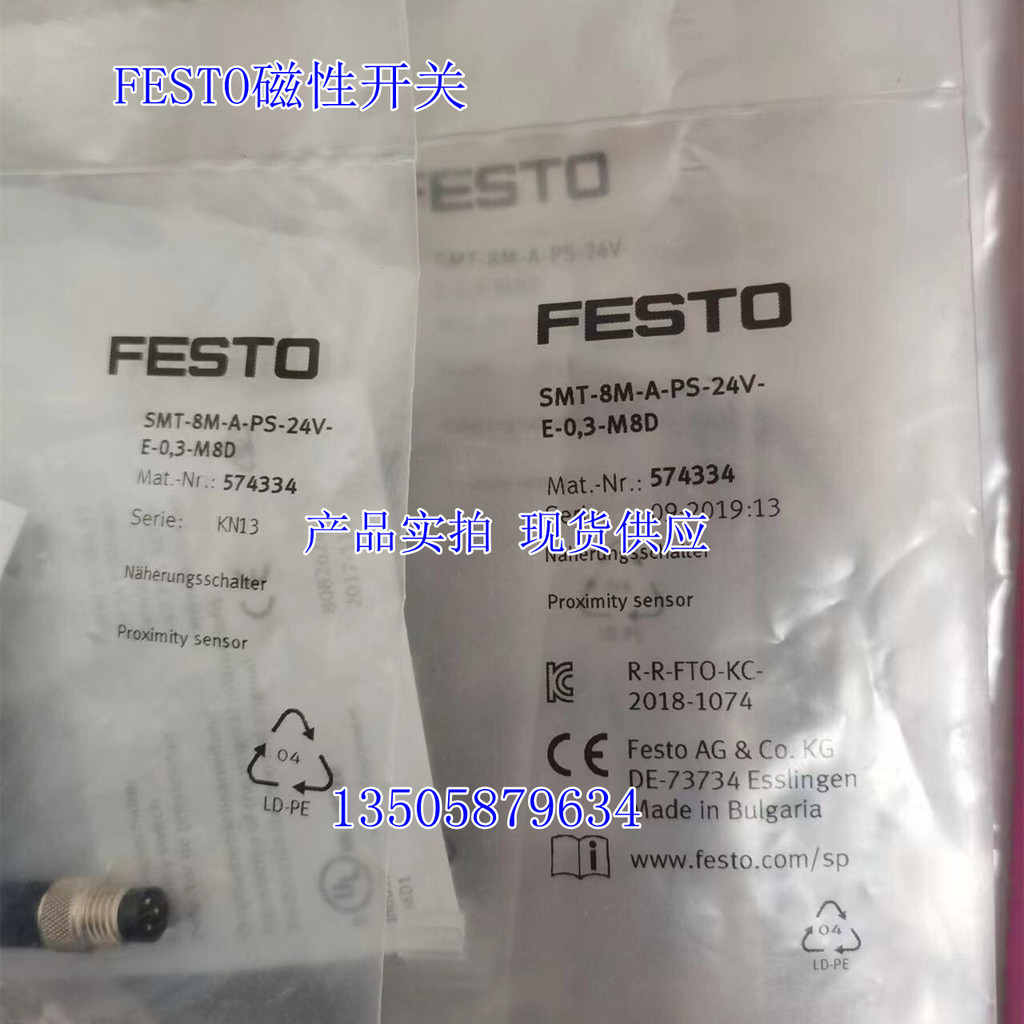 FESTO磁性开关
FESTO
SMT-8M-A-PS-24V-
E-0,3-M8D
Mat.-Nr.: 574334
Serie: KN13
Näherungsschalter
Proximity sensor
04
LD-PE
FESTO
SMT-8M-A-PS-24V-
FESTO
SMT-8M-A-PS-24V-
E-0,3-M8D
Mat.-Nr.: 574334
09-2019:13
产品实拍 现货供应
Näherungsschalter
Proximity sensor
R-R-FTO-KC-
2018-1074
CE Festo AG & Co. KG
DE-73734 Esslingen
Made in Bulgaria
13505879634
www.festo.com/sp
04
LD-PE